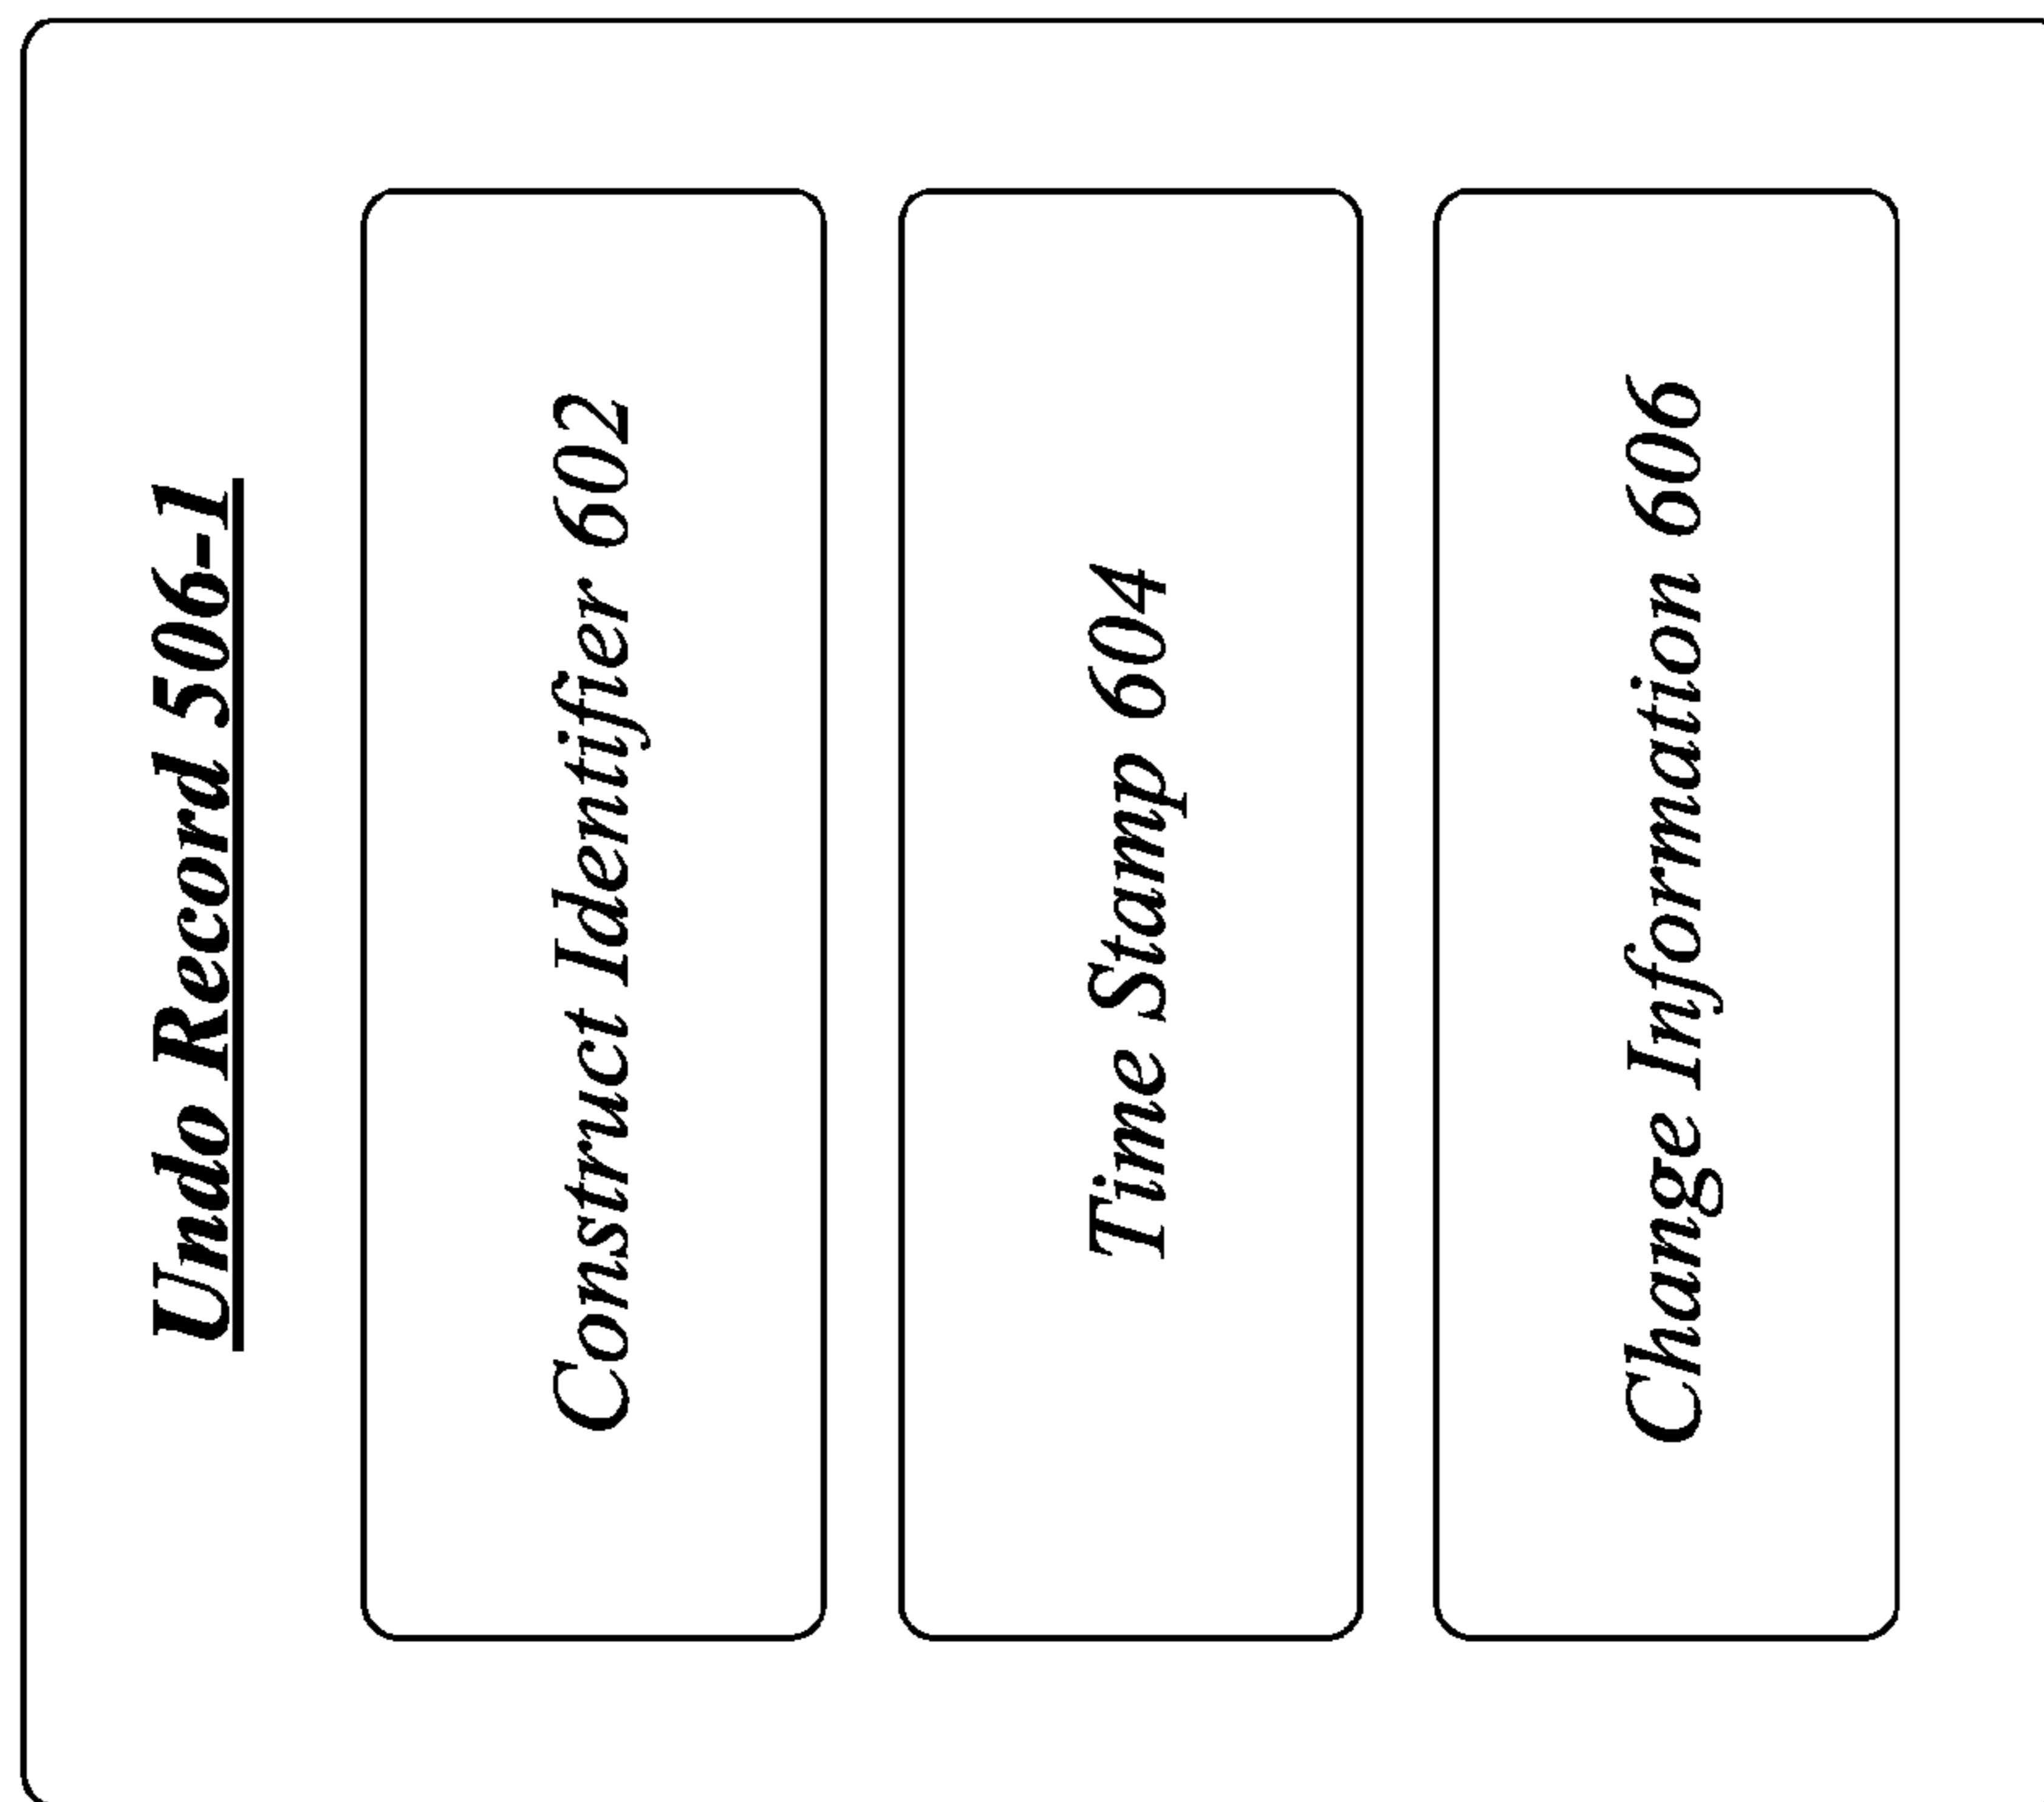 Undo Record 506-1
Construct Identifier 602
Time Stamp 604
Change Information 606